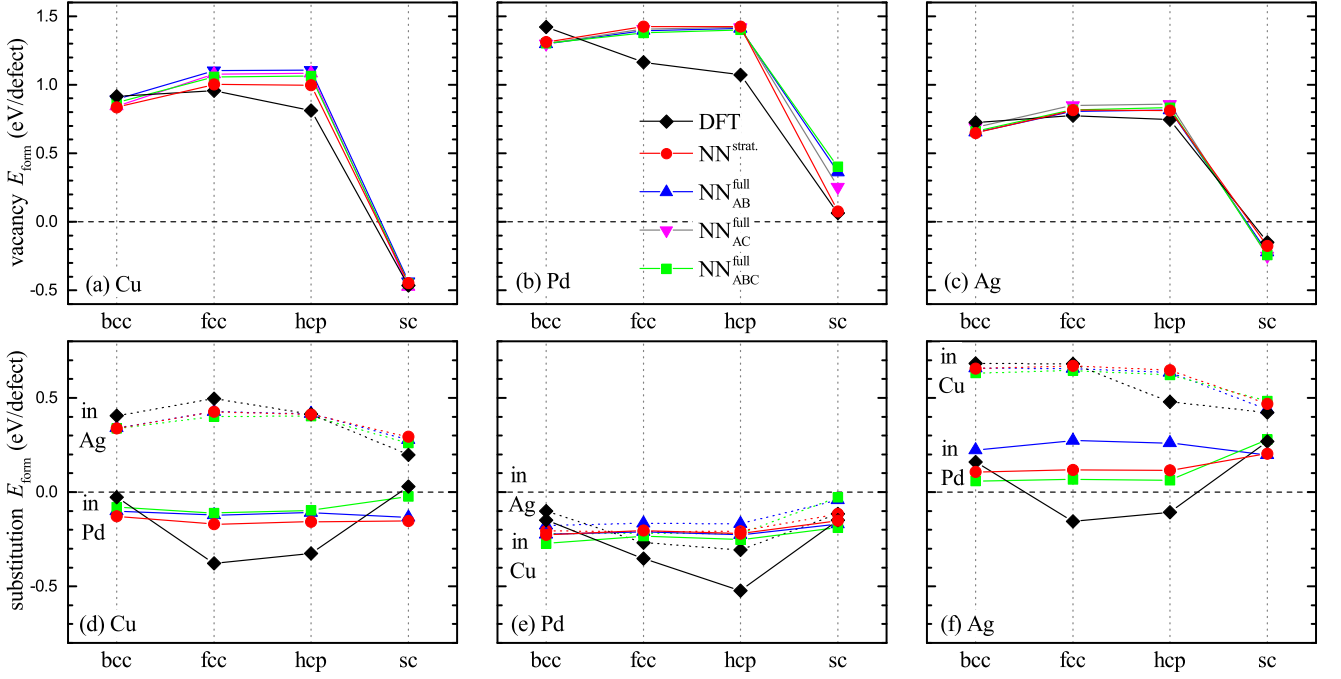 vacancy E_form (eV/defect)
1.5
1.0
0.5
0.0
-0.5
(a) Cu
bcc fcc hcp sc
DFT
NN^strat.
NN^full_AB
NN^full_AC
NN^full_ABC
(b) Pd
bcc fcc hcp sc
(c) Ag
bcc fcc hcp sc
substitution E_form (eV/defect)
0.5
0.0
-0.5
in
Ag
in
Pd
(d) Cu
bcc fcc hcp sc
in
Ag
in
Cu
(e) Pd
bcc fcc hcp sc
in
Cu
in
Pd
(f) Ag
bcc fcc hcp sc